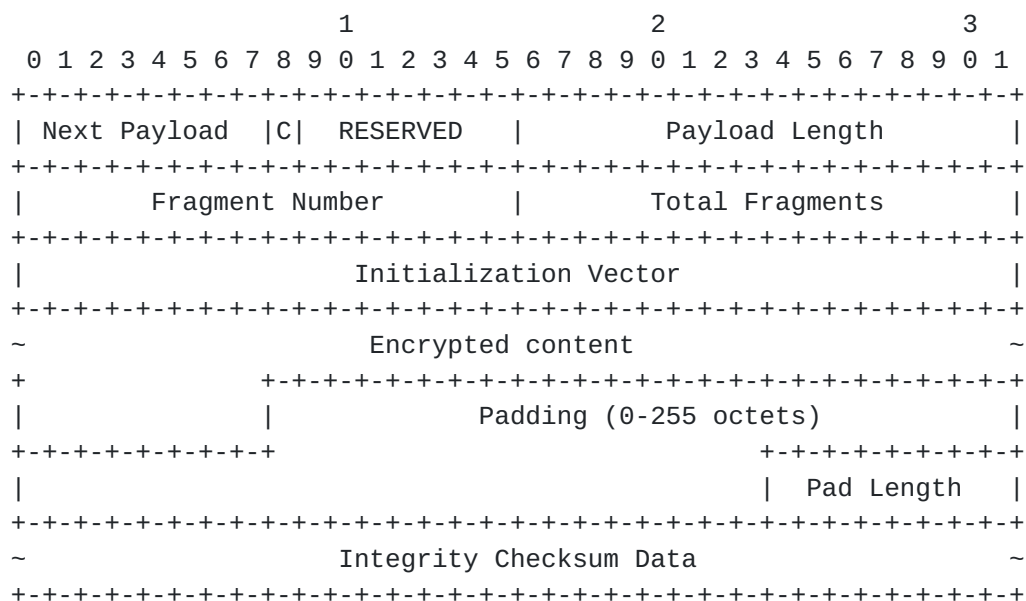 1                   2                   3
 0 1 2 3 4 5 6 7 8 9 0 1 2 3 4 5 6 7 8 9 0 1 2 3 4 5 6 7 8 9 0 1
+-+-+-+-+-+-+-+-+-+-+-+-+-+-+-+-+-+-+-+-+-+-+-+-+-+-+-+-+-+-+-+-+
| Next Payload  |C|  RESERVED   |         Payload Length        |
+-+-+-+-+-+-+-+-+-+-+-+-+-+-+-+-+-+-+-+-+-+-+-+-+-+-+-+-+-+-+-+-+
|        Fragment Number        |        Total Fragments        |
+-+-+-+-+-+-+-+-+-+-+-+-+-+-+-+-+-+-+-+-+-+-+-+-+-+-+-+-+-+-+-+-+
|                     Initialization Vector                     |
+-+-+-+-+-+-+-+-+-+-+-+-+-+-+-+-+-+-+-+-+-+-+-+-+-+-+-+-+-+-+-+-+
~                      Encrypted content                        ~
+               +-+-+-+-+-+-+-+-+-+-+-+-+-+-+-+-+-+-+-+-+-+-+-+-+
|               |             Padding (0-255 octets)            |
+-+-+-+-+-+-+-+-+                               +-+-+-+-+-+-+-+-+
|                                               |  Pad Length   |
+-+-+-+-+-+-+-+-+-+-+-+-+-+-+-+-+-+-+-+-+-+-+-+-+-+-+-+-+-+-+-+-+
~                    Integrity Checksum Data                    ~
+-+-+-+-+-+-+-+-+-+-+-+-+-+-+-+-+-+-+-+-+-+-+-+-+-+-+-+-+-+-+-+-+